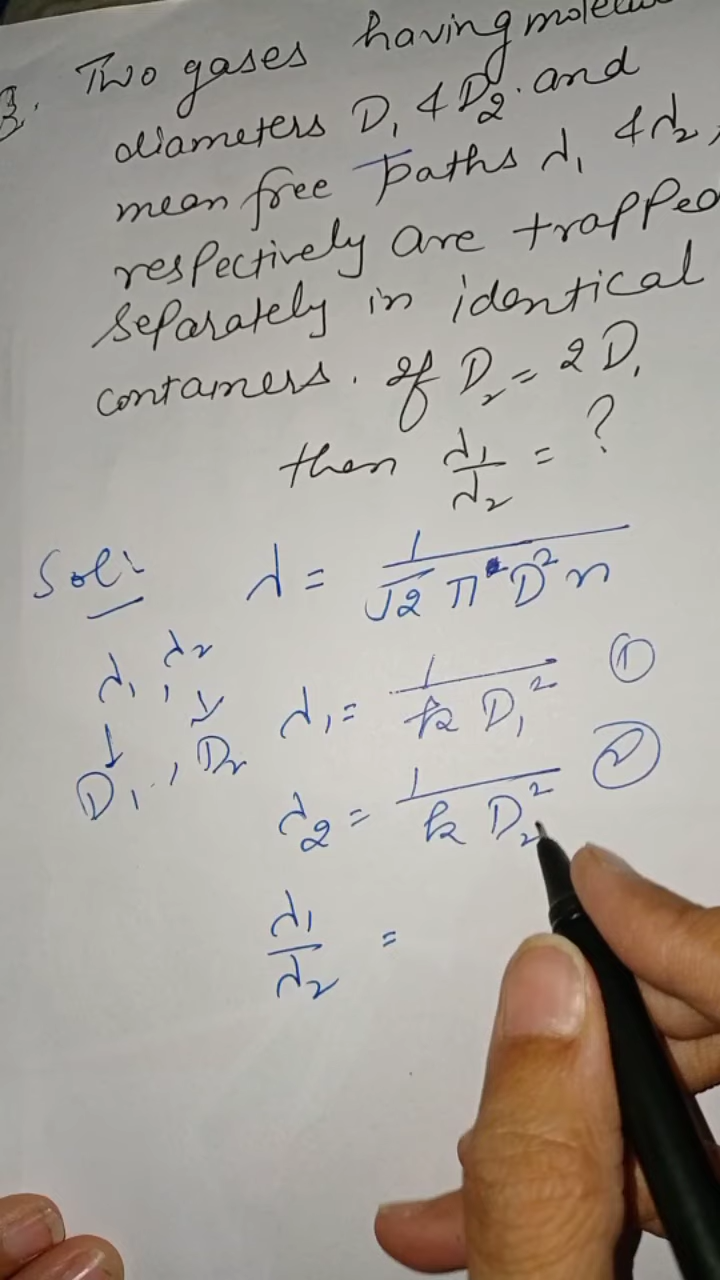 Two gases having
diameters D₁ & D₂ and
mean free paths λ₁ & λ₂,
respectively are trapped
separately in identical
containers. If D₂ = 2D₁
then λ₁/λ₂ = ?
Sol: λ = 1/(√2 π D² n)
λ₁, λ₂
λ₁ = 1/(k D₁²) ①
↓ ↓
D₁, D₂
λ₂ = 1/(k D₂²) ②
λ₁/λ₂ =